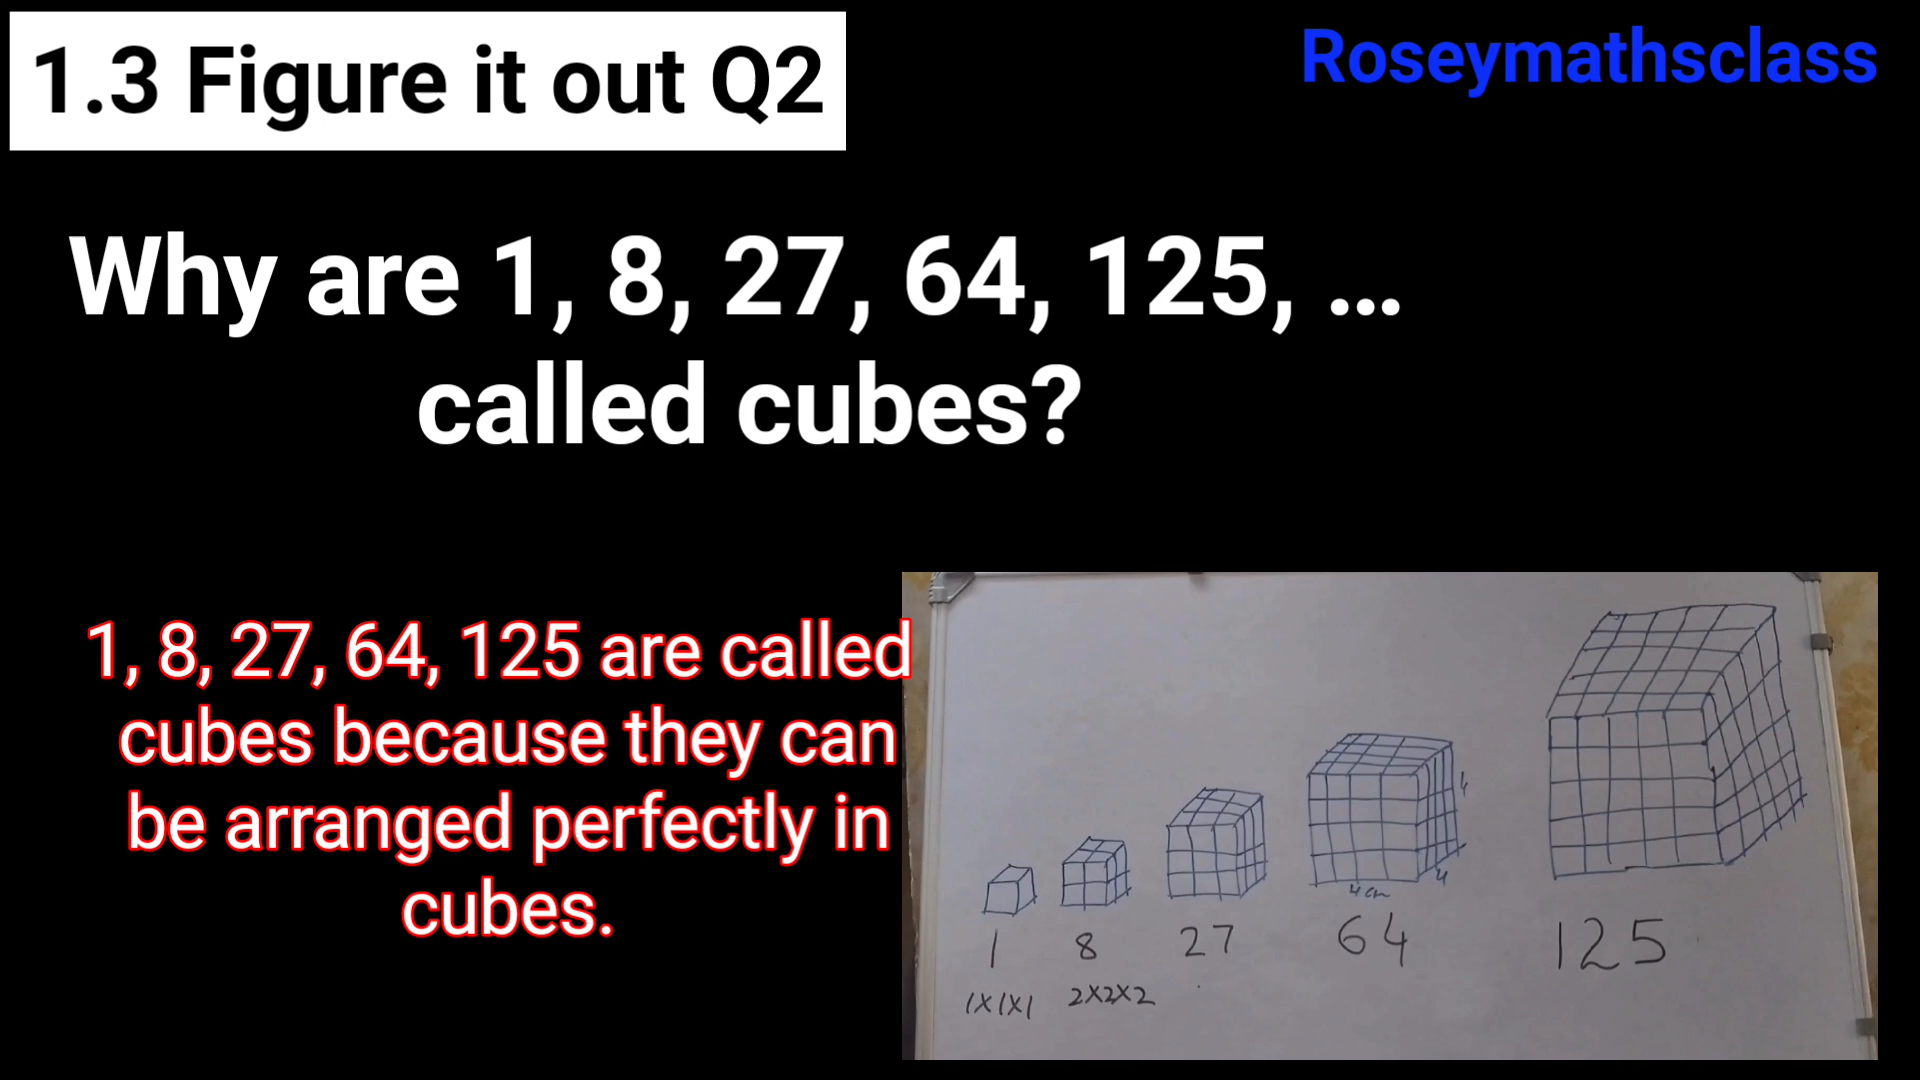 1.3 Figure it out Q2
Roseymathsclass
Why are 1, 8, 27, 64, 125, ...
called cubes?
1, 8, 27, 64, 125 are called
cubes because they can
be arranged perfectly in
cubes.
4
4
4 cm
1 8 27 64 125
1x1x1 2x2x2